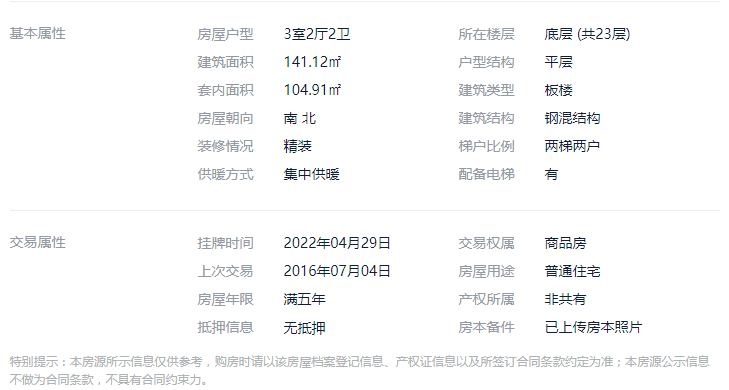 基本属性 房屋户型 3室2厅2卫 所在楼层 底层 (共23层)
建筑面积 141.12㎡ 户型结构 平层
套内面积 104.91㎡ 建筑类型 板楼
房屋朝向 南 北 建筑结构 钢混结构
装修情况 精装 梯户比例 两梯两户
供暖方式 集中供暖 配备电梯 有
交易属性 挂牌时间 2022年04月29日 交易权属 商品房
上次交易 2016年07月04日 房屋用途 普通住宅
房屋年限 满五年 产权所属 非共有
抵押信息 无抵押 房本备件 已上传房本照片
特别提示：本房源所示信息仅供参考，购房时请以该房屋档案登记信息、产权证信息以及所签订合同条款约定为准；本房源公示信息
不做为合同条款，不具有合同约束力。